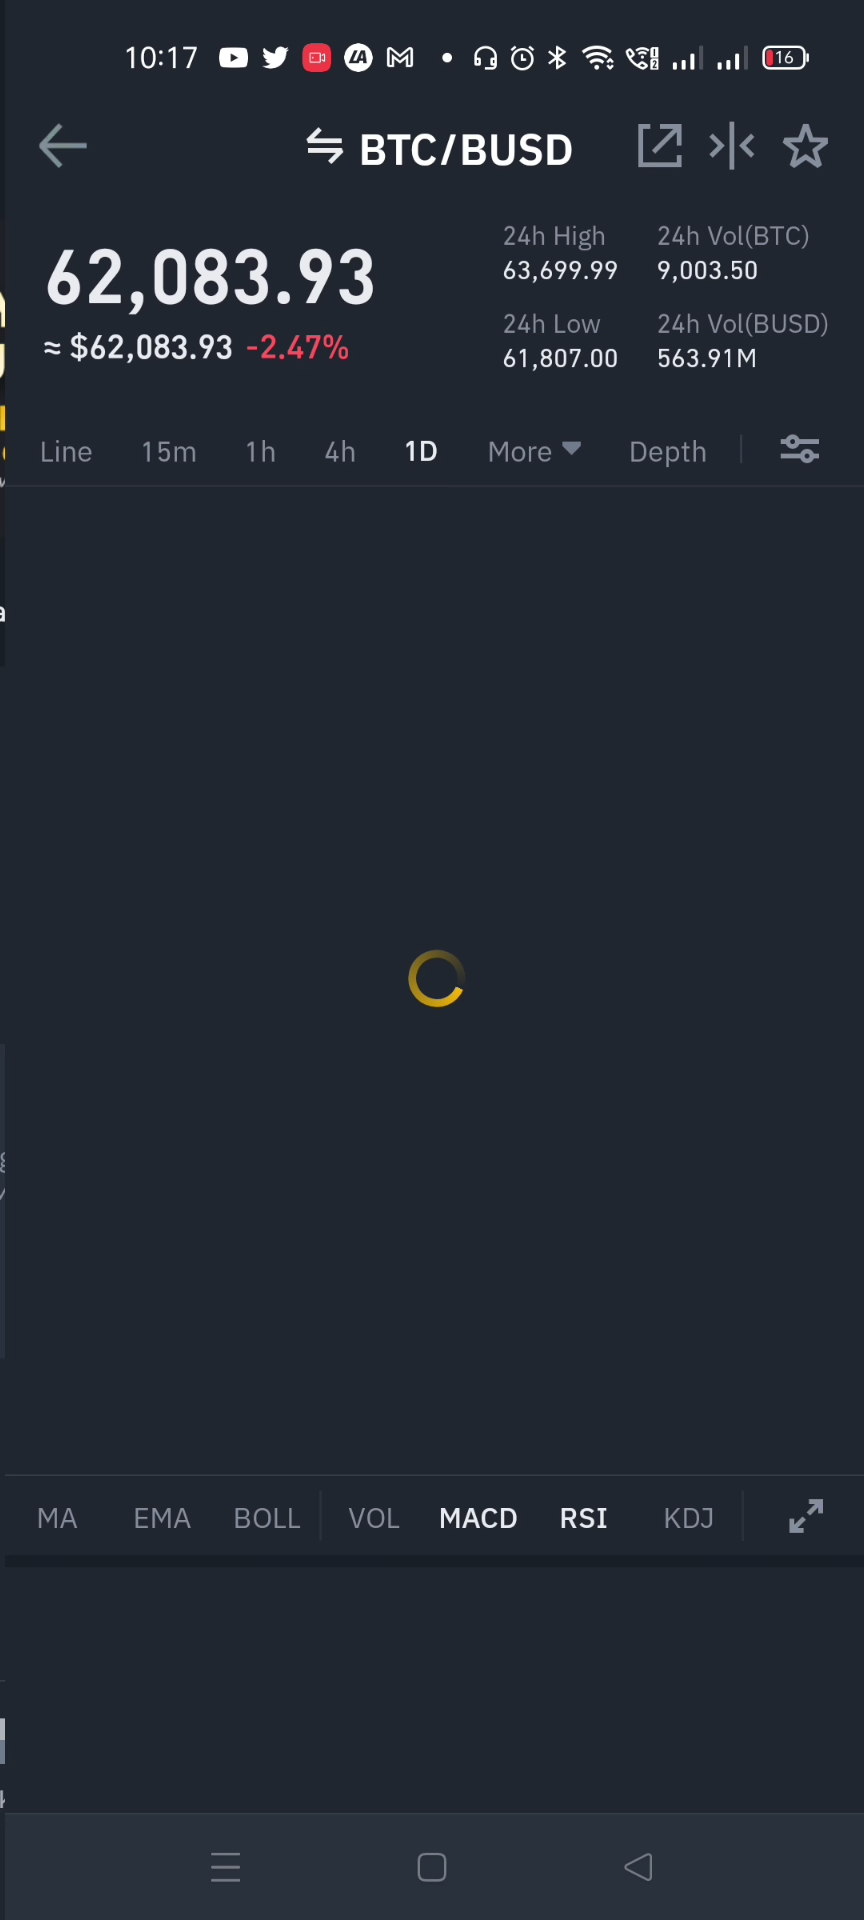 10:17 LA 16
BTC/BUSD
62,083.93
≈ $62,083.93 -2.47%
24h High
63,699.99
24h Vol(BTC)
9,003.50
24h Low
61,807.00
24h Vol(BUSD)
563.91M
Line 15m 1h 4h 1D More Depth
MA EMA BOLL VOL MACD RSI KDJ